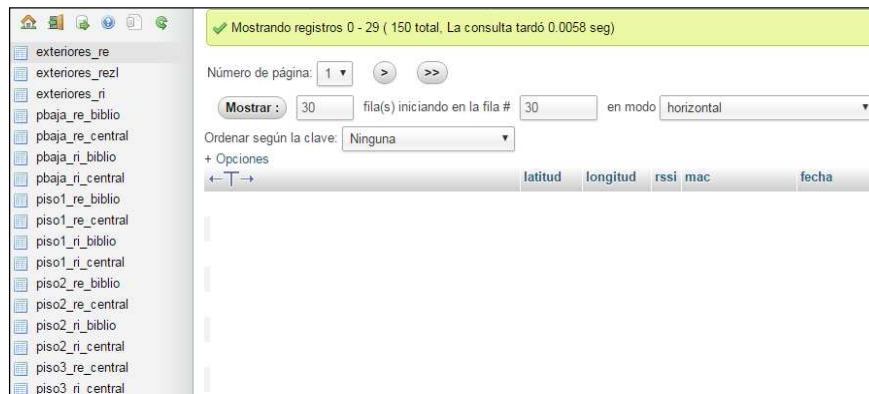 exteriores_re
exteriores_rezl
exteriores_ri
pbaja_re_biblio
pbaja_re_central
pbaja_ri_biblio
pbaja_ri_central
piso1_re_biblio
piso1_re_central
piso1_ri_biblio
piso1_ri_central
piso2_re_biblio
piso2_re_central
piso2_ri_biblio
piso2_ri_central
piso3_re_central
piso3_ri_central
Mostrando registros 0 - 29 ( 150 total, La consulta tardó 0.0058 seg)
Número de página: 1 > >>
Mostrar : 30 fila(s) iniciando en la fila # 30 en modo horizontal
Ordenar según la clave: Ninguna
+ Opciones
←T→ latitud longitud rssi mac fecha